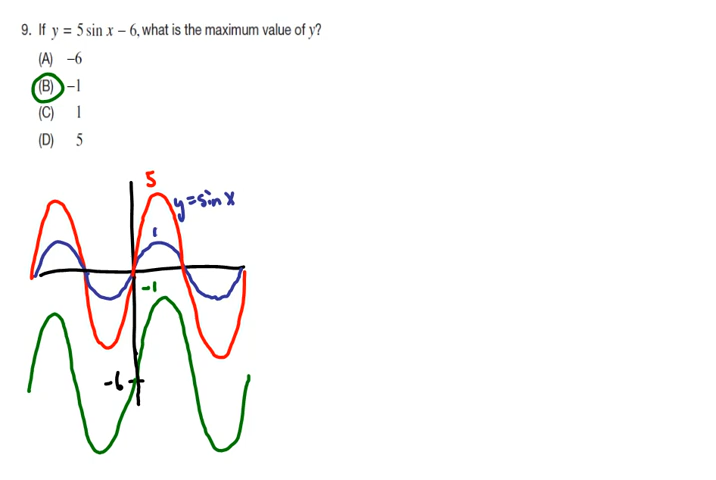 9. If y = 5 sin x – 6, what is the maximum value of y?
(A) –6
(B) –1
(C) 1
(D) 5
5
y=sin x
1
-1
-6